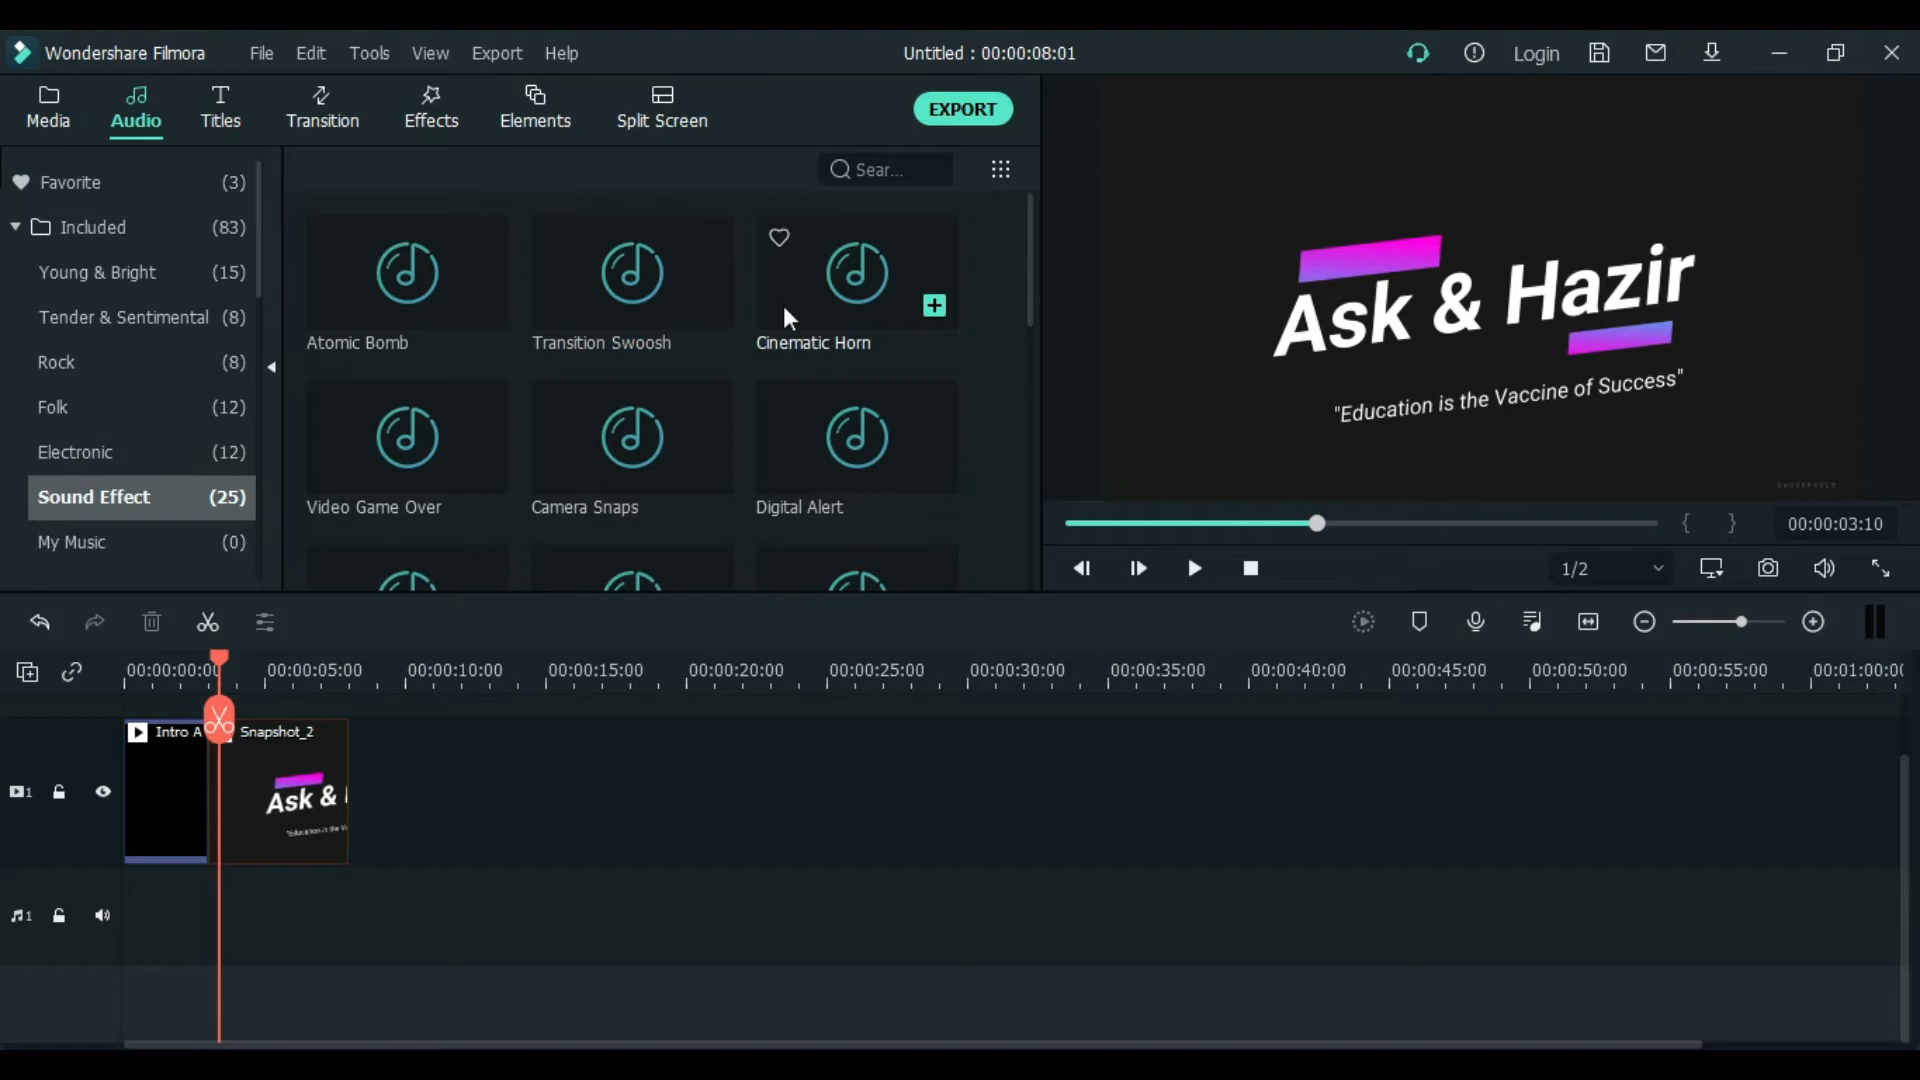 Wondershare Filmora File Edit Tools View Export Help Untitled : 00:00:08:01 Login
Media Audio Titles Transition Effects Elements Split Screen EXPORT
Favorite (3)
Included (83)
Young & Bright (15)
Tender & Sentimental (8)
Rock (8)
Folk (12)
Electronic (12)
Sound Effect (25)
My Music (0)
Sear...
Atomic Bomb Transition Swoosh Cinematic Horn
Video Game Over Camera Snaps Digital Alert
Ask & Hazir
"Education is the Vaccine of Success"
{ } 00:00:03:10
1/2
00:00:00:0 00:00:05:00 00:00:10:00 00:00:15:00 00:00:20:00 00:00:25:00 00:00:30:00 00:00:35:00 00:00:40:00 00:00:45:00 00:00:50:00 00:00:55:00 00:01:00:0
Intro A Snapshot_2
Ask &
1
1